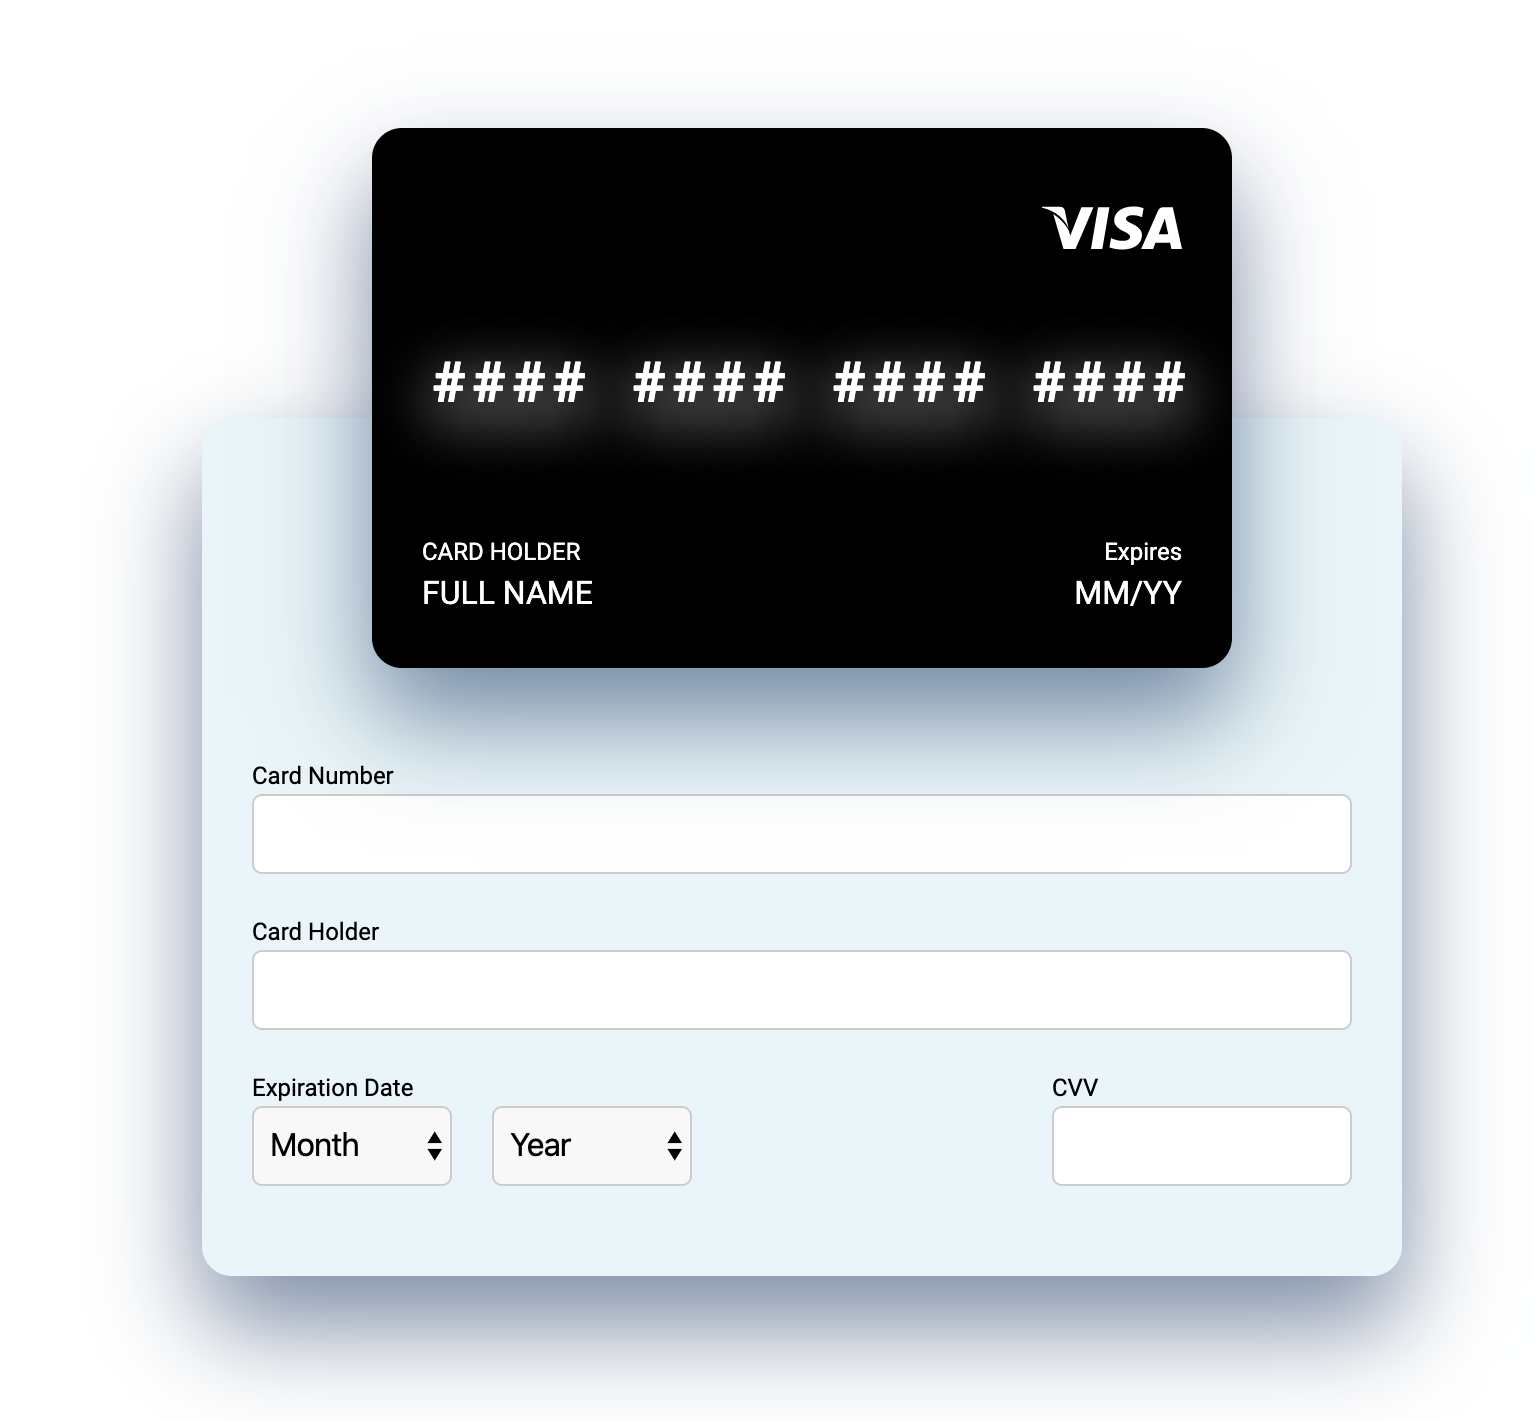 VISA
#### #### #### ####
CARD HOLDER Expires
FULL NAME MM/YY
Card Number
Card Holder
Expiration Date CVV
Month Year